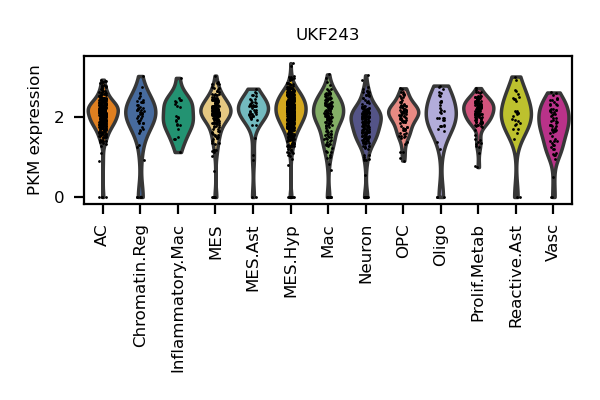 UKF243
PKM expression
2
0
AC
Chromatin.Reg
Inflammatory.Mac
MES
MES.Ast
MES.Hyp
Mac
Neuron
OPC
Oligo
Prolif.Metab
Reactive.Ast
Vasc